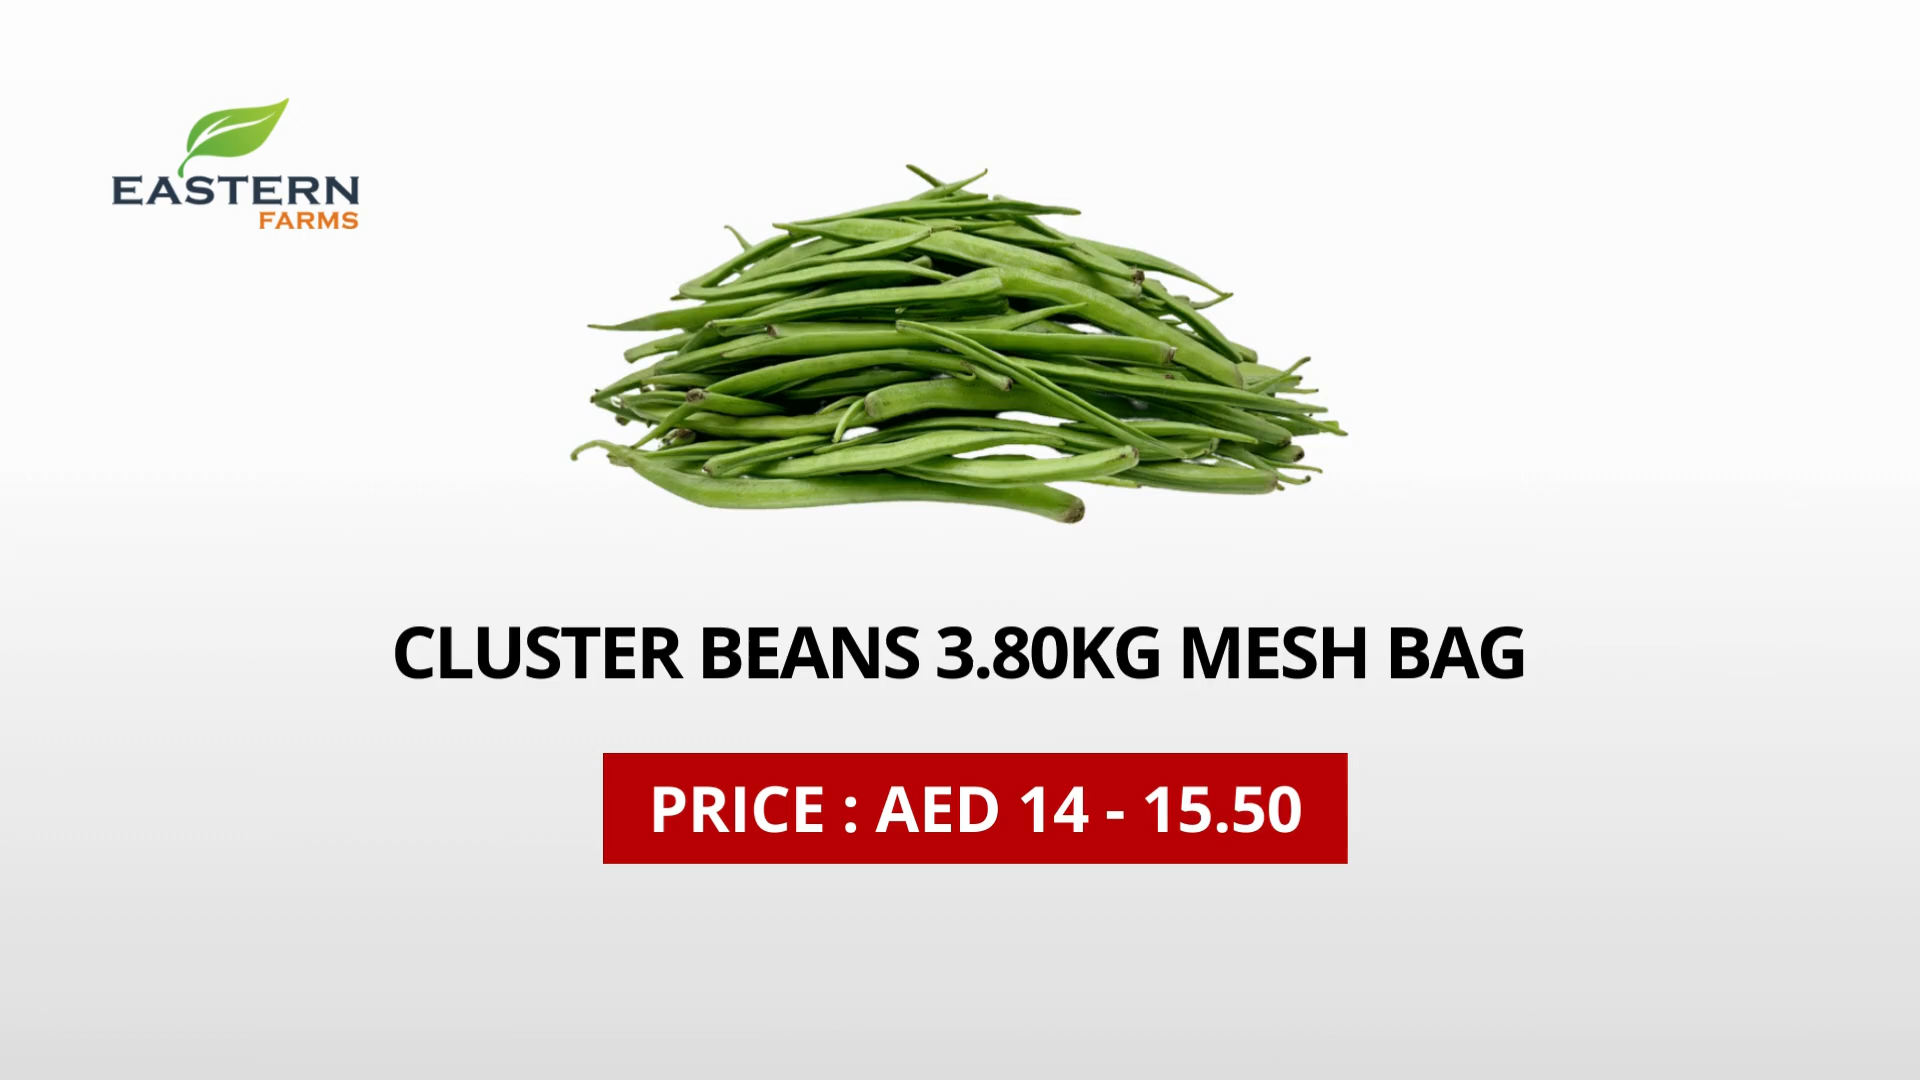 EASTERN
FARMS
CLUSTER BEANS 3.80KG MESH BAG
PRICE : AED 14 - 15.50